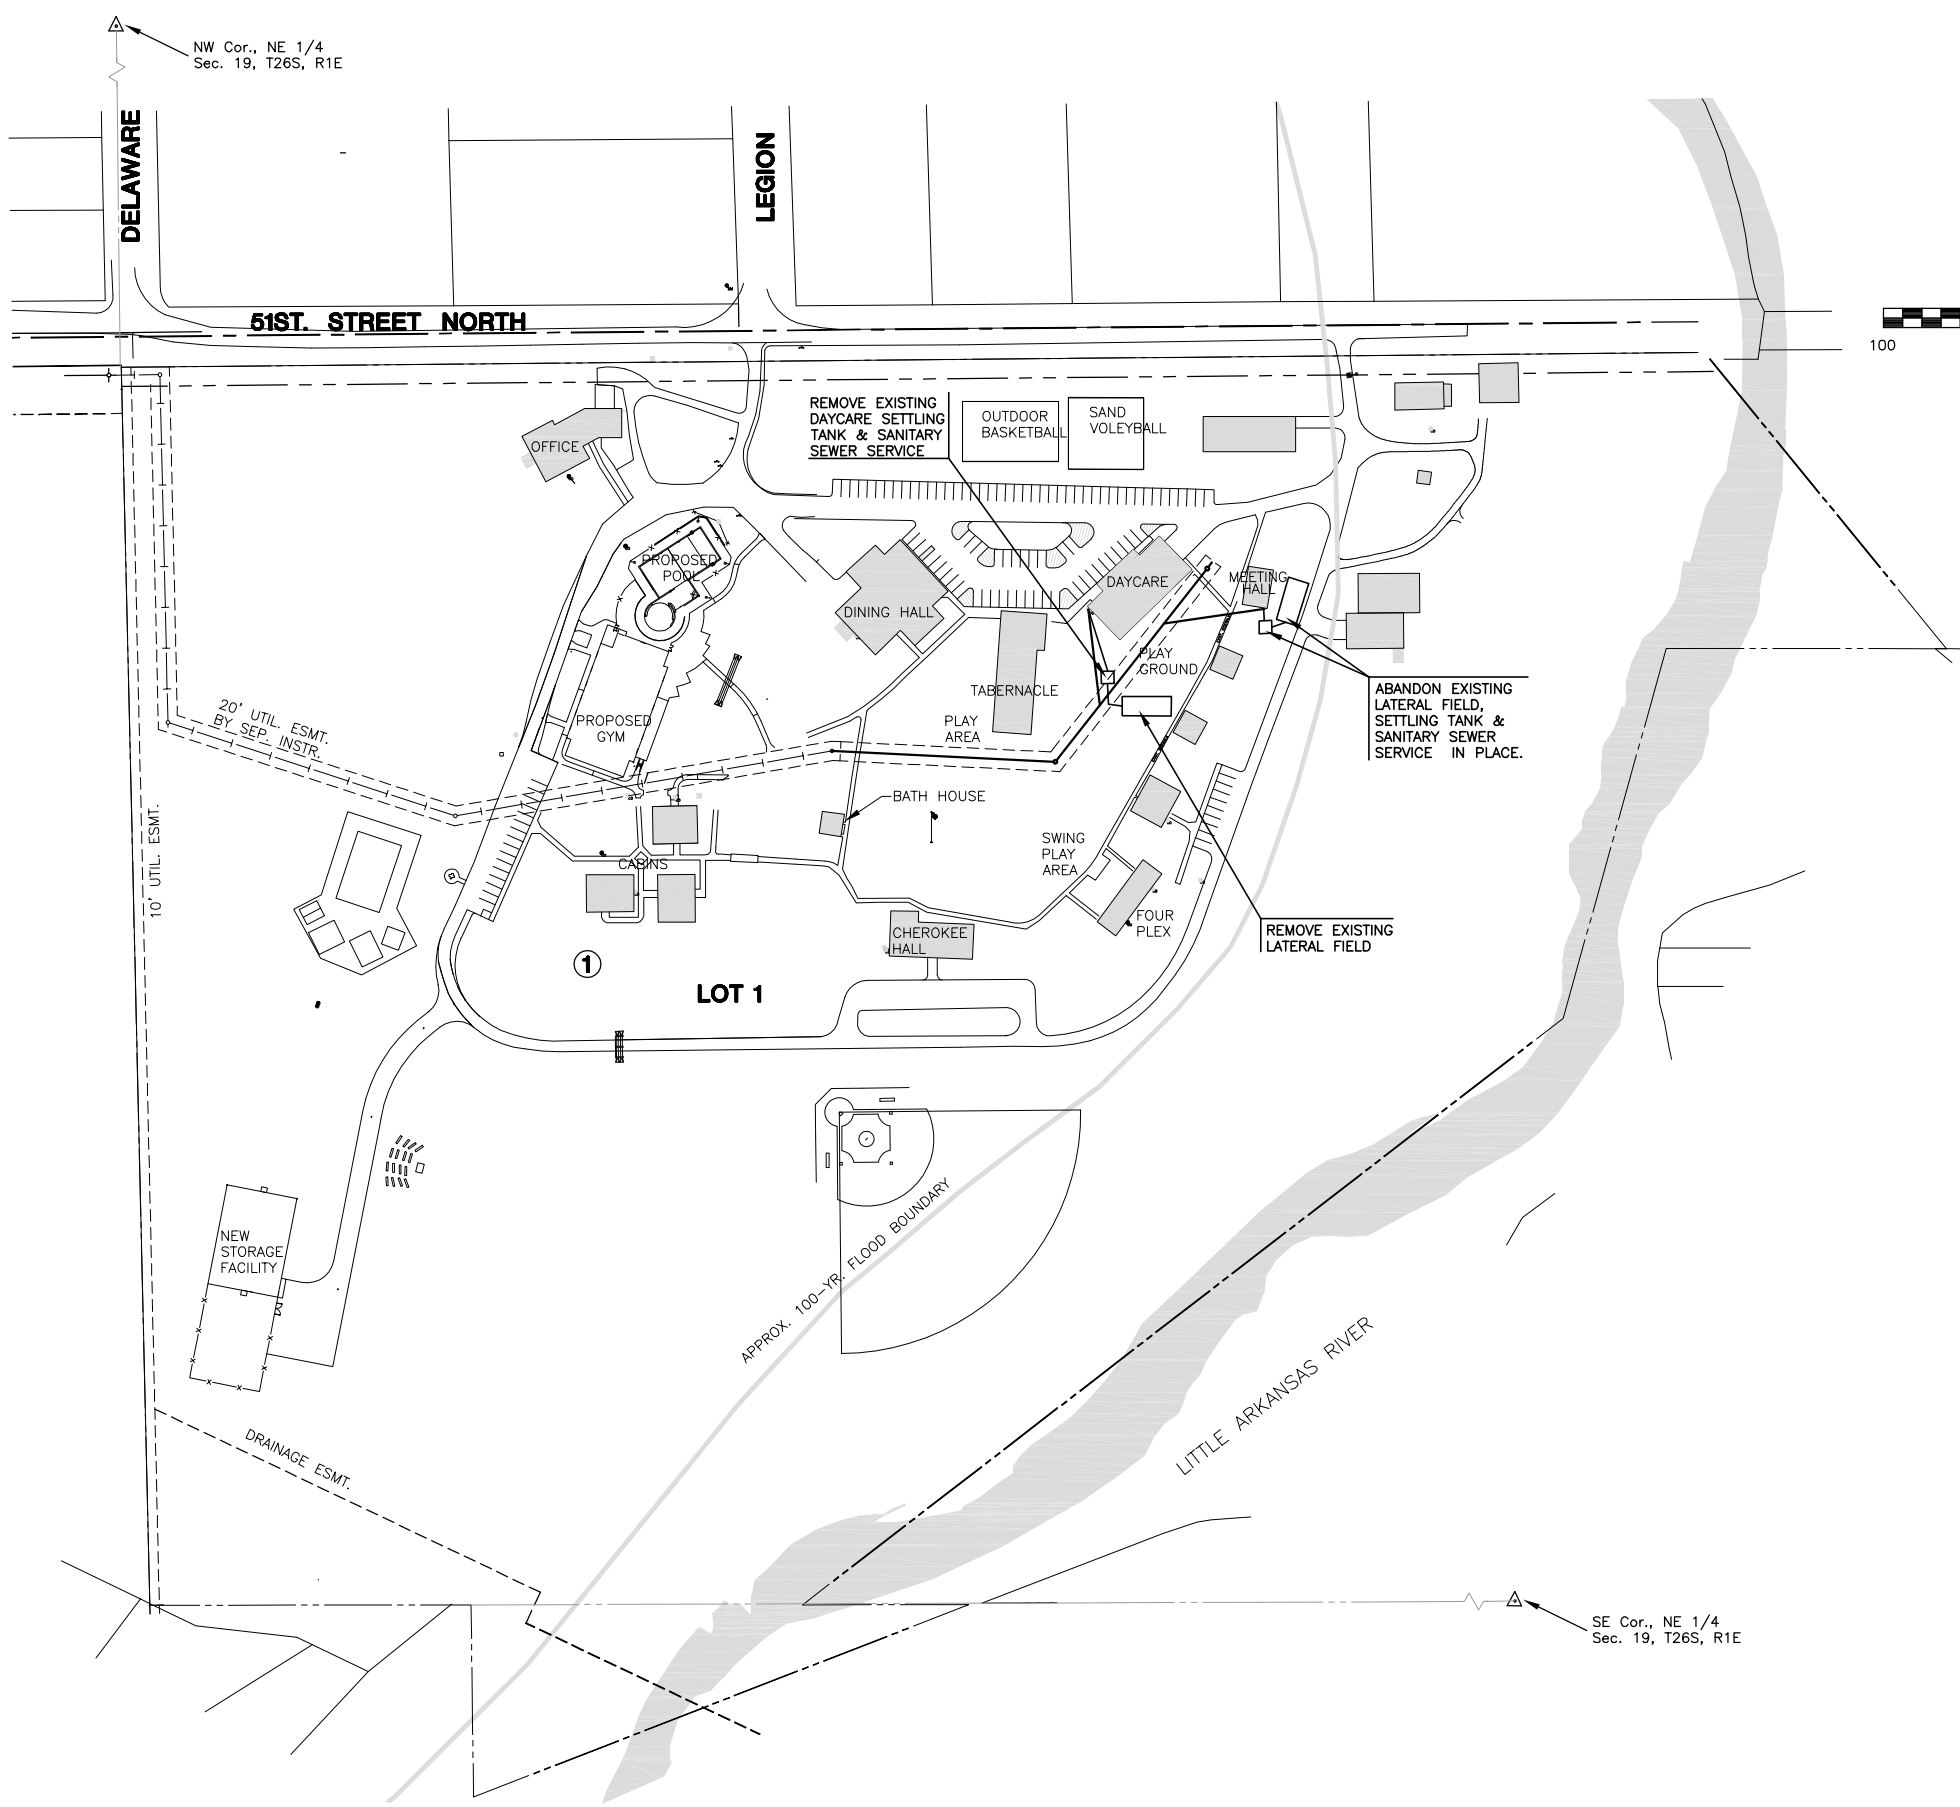 NW Cor., NE 1/4
Sec. 19, T26S, R1E
DELAWARE
LEGION
51ST. STREET NORTH
100
REMOVE EXISTING
DAYCARE SETTLING
TANK & SANITARY
SEWER SERVICE
OUTDOOR
BASKETBALL
SAND
VOLEYBALL
OFFICE
PROPOSED
POOL
DINING HALL
DAYCARE
MEETING
HALL
PLAY
GROUND
TABERNACLE
ABANDON EXISTING
LATERAL FIELD,
SETTLING TANK &
SANITARY SEWER
SERVICE IN PLACE.
20' UTIL. ESMT.
BY SEP. INSTR.
PROPOSED
GYM
PLAY
AREA
10' UTIL. ESMT.
BATH HOUSE
SWING
PLAY
AREA
CABINS
FOUR
PLEX
REMOVE EXISTING
LATERAL FIELD
CHEROKEE
HALL
1
LOT 1
NEW
STORAGE
FACILITY
APPROX. 100-YR. FLOOD BOUNDARY
LITTLE ARKANSAS RIVER
DRAINAGE ESMT.
SE Cor., NE 1/4
Sec. 19, T26S, R1E